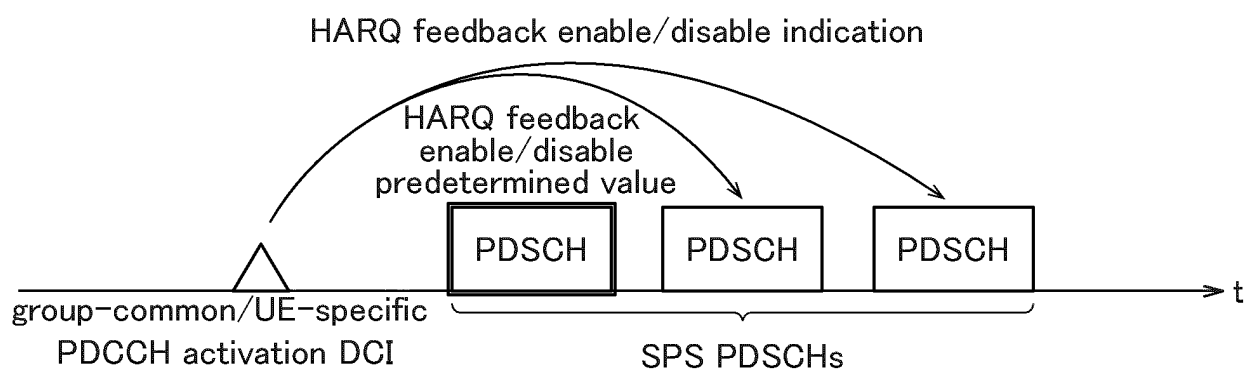 HARQ feedback enable/disable indication
HARQ feedback
enable/disable
predetermined value
PDSCH
PDSCH
PDSCH
t
group-common/UE-specific
PDCCH activation DCI
SPS PDSCHs